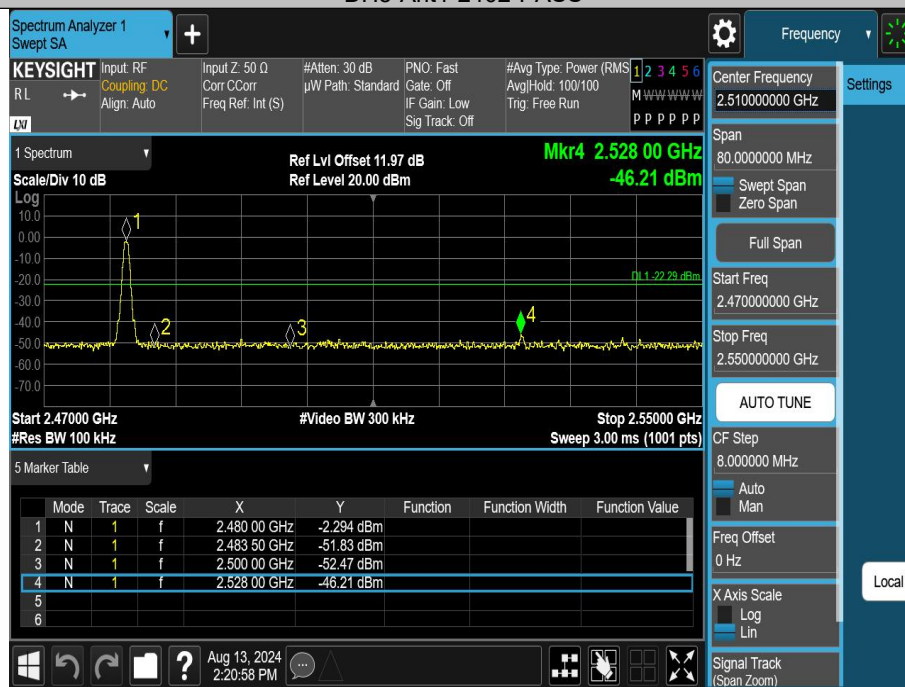 Spectrum Analyzer 1
Swept SA
+
Frequency
KEYSIGHT
RL
LXI
Input: RF
Coupling: DC
Align: Auto
Input Z: 50 Ω
Corr CCorr
Freq Ref: Int (S)
#Atten: 30 dB
µW Path: Standard
PNO: Fast
Gate: Off
IF Gain: Low
Sig Track: Off
#Avg Type: Power (RMS
Avg|Hold: 100/100
Trig: Free Run
1 2 3 4 5 6
M W W W W W
P P P P P P
1 Spectrum
Scale/Div 10 dB
Ref Lvl Offset 11.97 dB
Ref Level 20.00 dBm
Mkr4 2.528 00 GHz
-46.21 dBm
Log
10.0
0.00
-10.0
-20.0
-30.0
-40.0
-50.0
-60.0
-70.0
1
2
3
4
DL1 -22.29 dBm
Start 2.47000 GHz
#Video BW 300 kHz
Stop 2.55000 GHz
#Res BW 100 kHz
Sweep 3.00 ms (1001 pts)
5 Marker Table
Mode Trace Scale X Y Function Function Width Function Value
1 N 1 f 2.480 00 GHz -2.294 dBm
2 N 1 f 2.483 50 GHz -51.83 dBm
3 N 1 f 2.500 00 GHz -52.47 dBm
4 N 1 f 2.528 00 GHz -46.21 dBm
5
6
?
Aug 13, 2024
2:20:58 PM
Center Frequency
2.510000000 GHz
Settings
Span
80.0000000 MHz
Swept Span
Zero Span
Full Span
Start Freq
2.470000000 GHz
Stop Freq
2.550000000 GHz
AUTO TUNE
CF Step
8.000000 MHz
Auto
Man
Freq Offset
0 Hz
Local
X Axis Scale
Log
Lin
Signal Track
(Span Zoom)